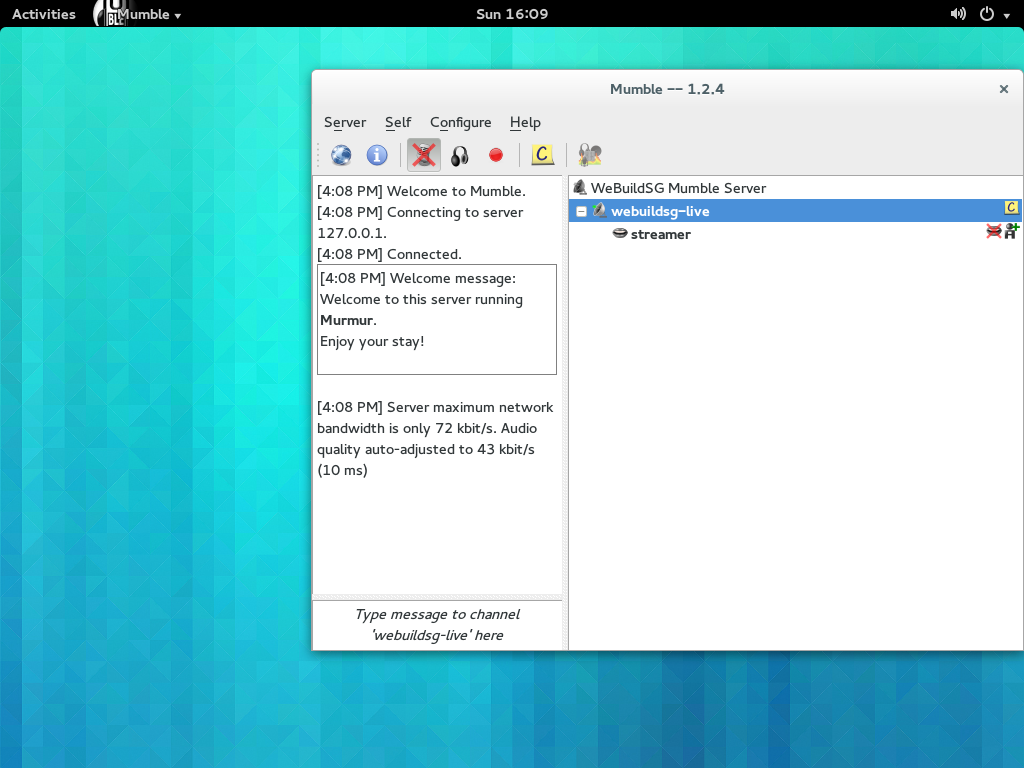 Activities
Mumble
Sun 16:09
Mumble -- 1.2.4
Server Self Configure Help
C
[4:08 PM] Welcome to Mumble.
[4:08 PM] Connecting to server
127.0.0.1.
[4:08 PM] Connected.
[4:08 PM] Welcome message:
Welcome to this server running
Murmur.
Enjoy your stay!
[4:08 PM] Server maximum network
bandwidth is only 72 kbit/s. Audio
quality auto-adjusted to 43 kbit/s
(10 ms)
Type message to channel
'webuildsg-live' here
WeBuildSG Mumble Server
webuildsg-live
C
streamer